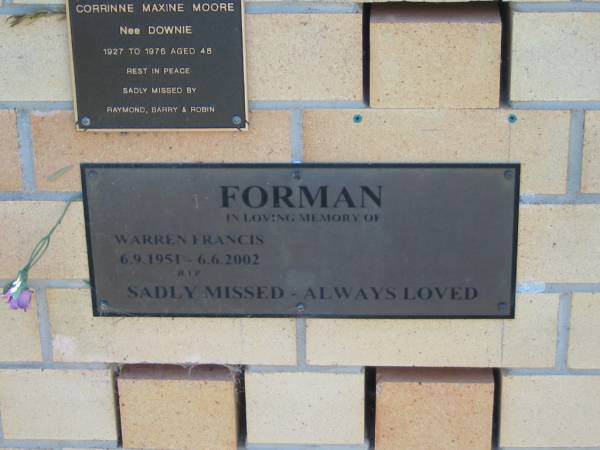 CORRINNE MAXINE MOORE
Nee DOWNIE
1927 TO 1976 AGED 48
REST IN PEACE
SADLY MISSED BY
RAYMOND, BARRY & ROBIN
FORMAN
IN LOVING MEMORY OF
WARREN FRANCIS
6.9.1951 - 6.6.2002
R.I.P
SADLY MISSED - ALWAYS LOVED